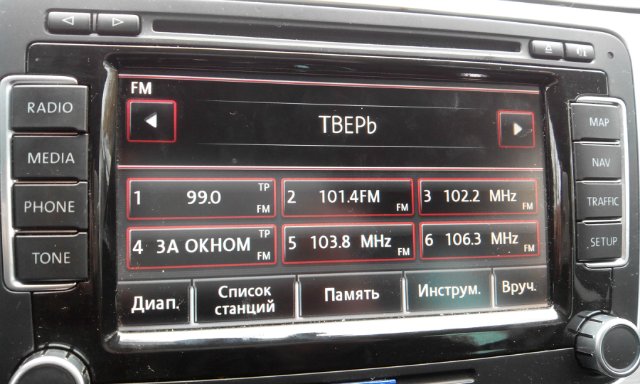 FM
ТВЕРЬ
RADIO
MEDIA
PHONE
TONE
1 99.0 TP FM
2 101.4FM FM
3 102.2 MHz FM
4 ЗА ОКНОМ TP FM
5 103.8 MHz FM
6 106.3 MHz FM
Диап.
Список
станций
Память
Инструм.
Вруч.
MAP
NAV
TRAFFIC
SETUP